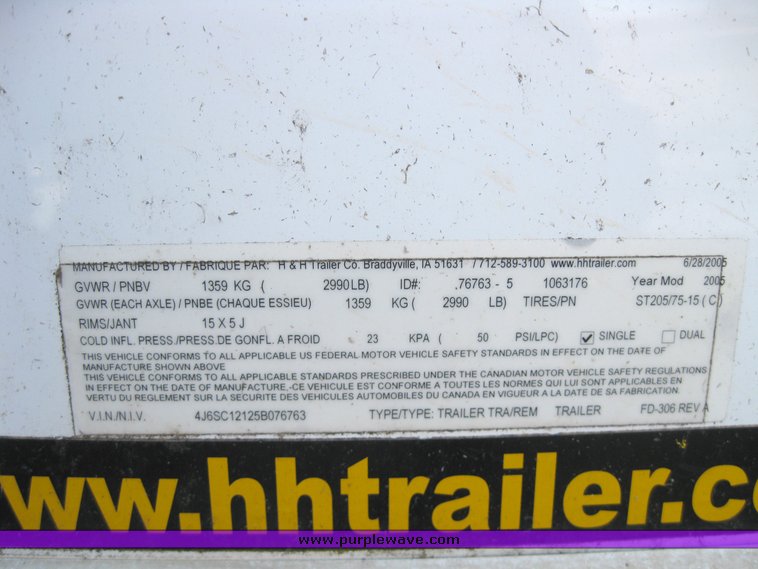 MANUFACTURED BY / FABRIQUE PAR: H & H Trailer Co. Braddyville, IA 51631 / 712-589-3100 www.hhtrailer.com 6/28/2005
GVWR / PNBV 1359 KG ( 2990 LB) ID#: .76763 - 5 1063176 Year Mod 2005
GVWR (EACH AXLE) / PNBE (CHAQUE ESSIEU) 1359 KG ( 2990 LB) TIRES/PN ST205/75-15 ( C )
RIMS/JANT 15 X 5 J
COLD INFL. PRESS./PRESS.DE GONFL. A FROID 23 KPA ( 50 PSI/LPC) SINGLE DUAL
THIS VEHICLE CONFORMS TO ALL APPLICABLE US FEDERAL MOTOR VEHICLE SAFETY STANDARDS IN EFFECT ON THE DATE OF
MANUFACTURE SHOWN ABOVE
THIS VEHICLE CONFORMS TO ALL APPLICABLE STANDARDS PRESCRIBED UNDER THE CANADIAN MOTOR VEHICLE SAFETY REGULATIONS
IN EFFECT ON THE DATE OF MANUFACTURE,-CE VEHICULE EST CONFORME A TOUTES LES NORMES QUI LUI SONT APPLICABLES EN
VERTU DU REGLEMENT SUR LA SECURITE DES VEHICULES AUTOMOBILES DU CANADA EN VIGUEUR A LA DATE DE SA FABRICATION.
V.I.N./N.I.V. 4J6SC12125B076763 TYPE/TYPE: TRAILER TRA/REM TRAILER FD-306 REV A
ww.hhtrailer.co
www.purplewave.com